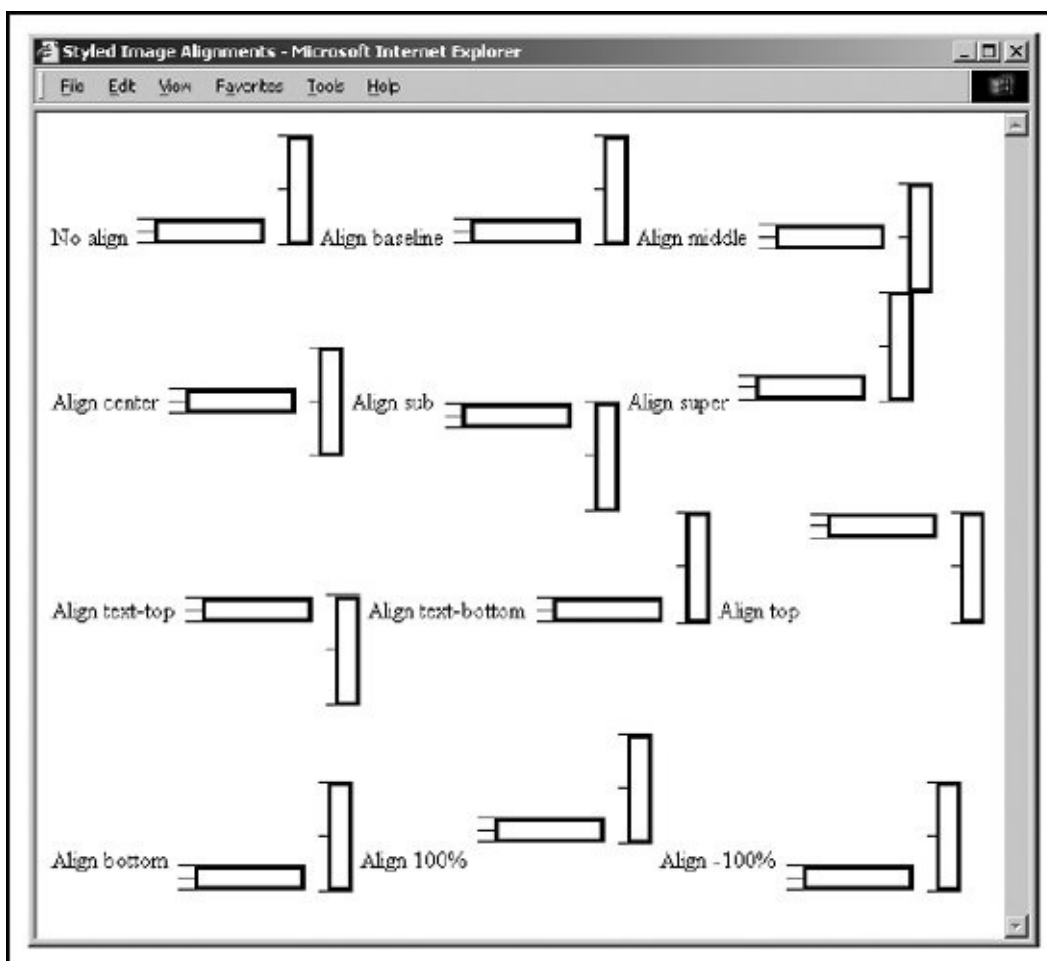 Styled Image Alignments - Microsoft Internet Explorer
File Edit View Favorites Tools Help
No align Align baseline Align middle
Align center Align sub Align super
Align text-top Align text-bottom Align top
Align bottom Align 100% Align -100%